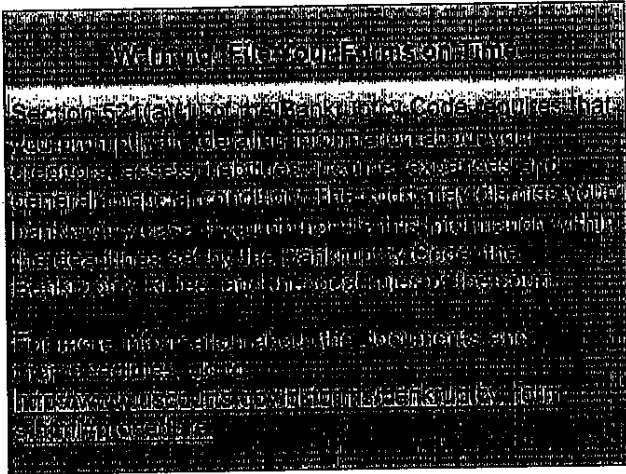 Warning: File Your Forms on Time
Section 521(a)(1) of the Bankruptcy Code requires that
you promptly file detailed information about your
creditors, assets, liabilities, income, expenses and
general financial condition. The court may dismiss your
bankruptcy case if you do not file this information within
the deadlines set by the Bankruptcy Code, the
Bankruptcy Rules, and the local rules of the court.
For more information about the documents and
their deadlines, go to: